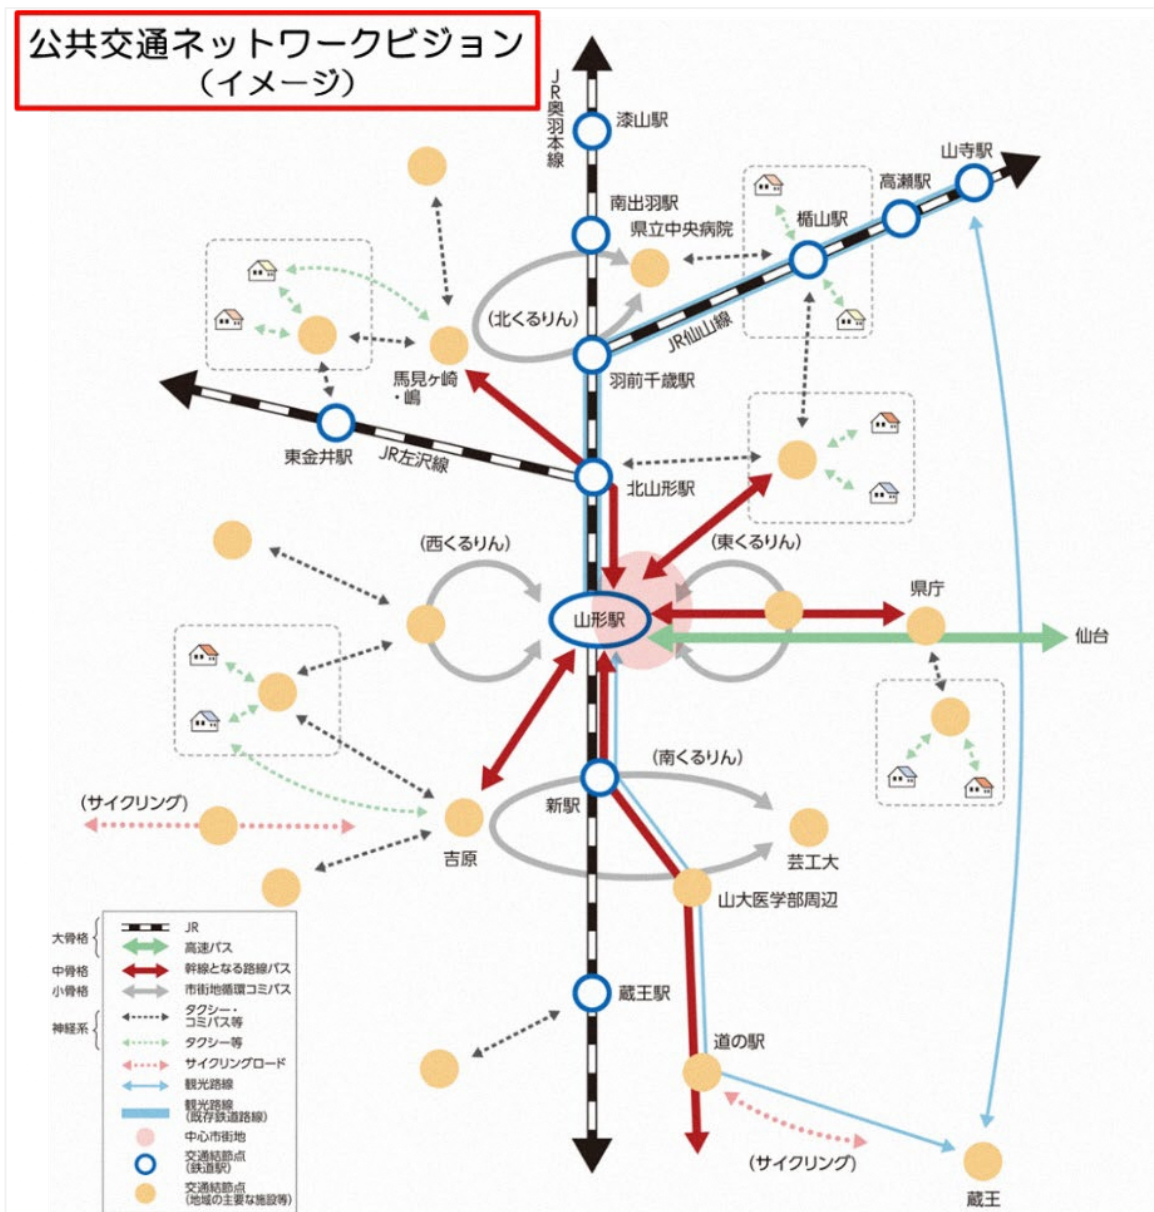 公共交通ネットワークビジョン
（イメージ）
JR奥羽本線
漆山駅
山寺駅
高瀬駅
南出羽駅
県立中央病院
楯山駅
（北くるりん）
JR仙山線
馬見ヶ崎
・嶋
羽前千歳駅
東金井駅
JR左沢線
北山形駅
（西くるりん）
（東くるりん）
県庁
山形駅
仙台
（南くるりん）
（サイクリング）
新駅
吉原
芸工大
山大医学部周辺
蔵王駅
道の駅
（サイクリング）
蔵王
大骨格
JR
高速バス
中骨格
幹線となる路線バス
小骨格
市街地循環コミバス
神経系
タクシー・
コミバス等
タクシー等
サイクリングロード
観光路線
観光路線
（既存鉄道路線）
中心市街地
交通結節点
（鉄道駅）
交通結節点
（地域の主要な施設等）